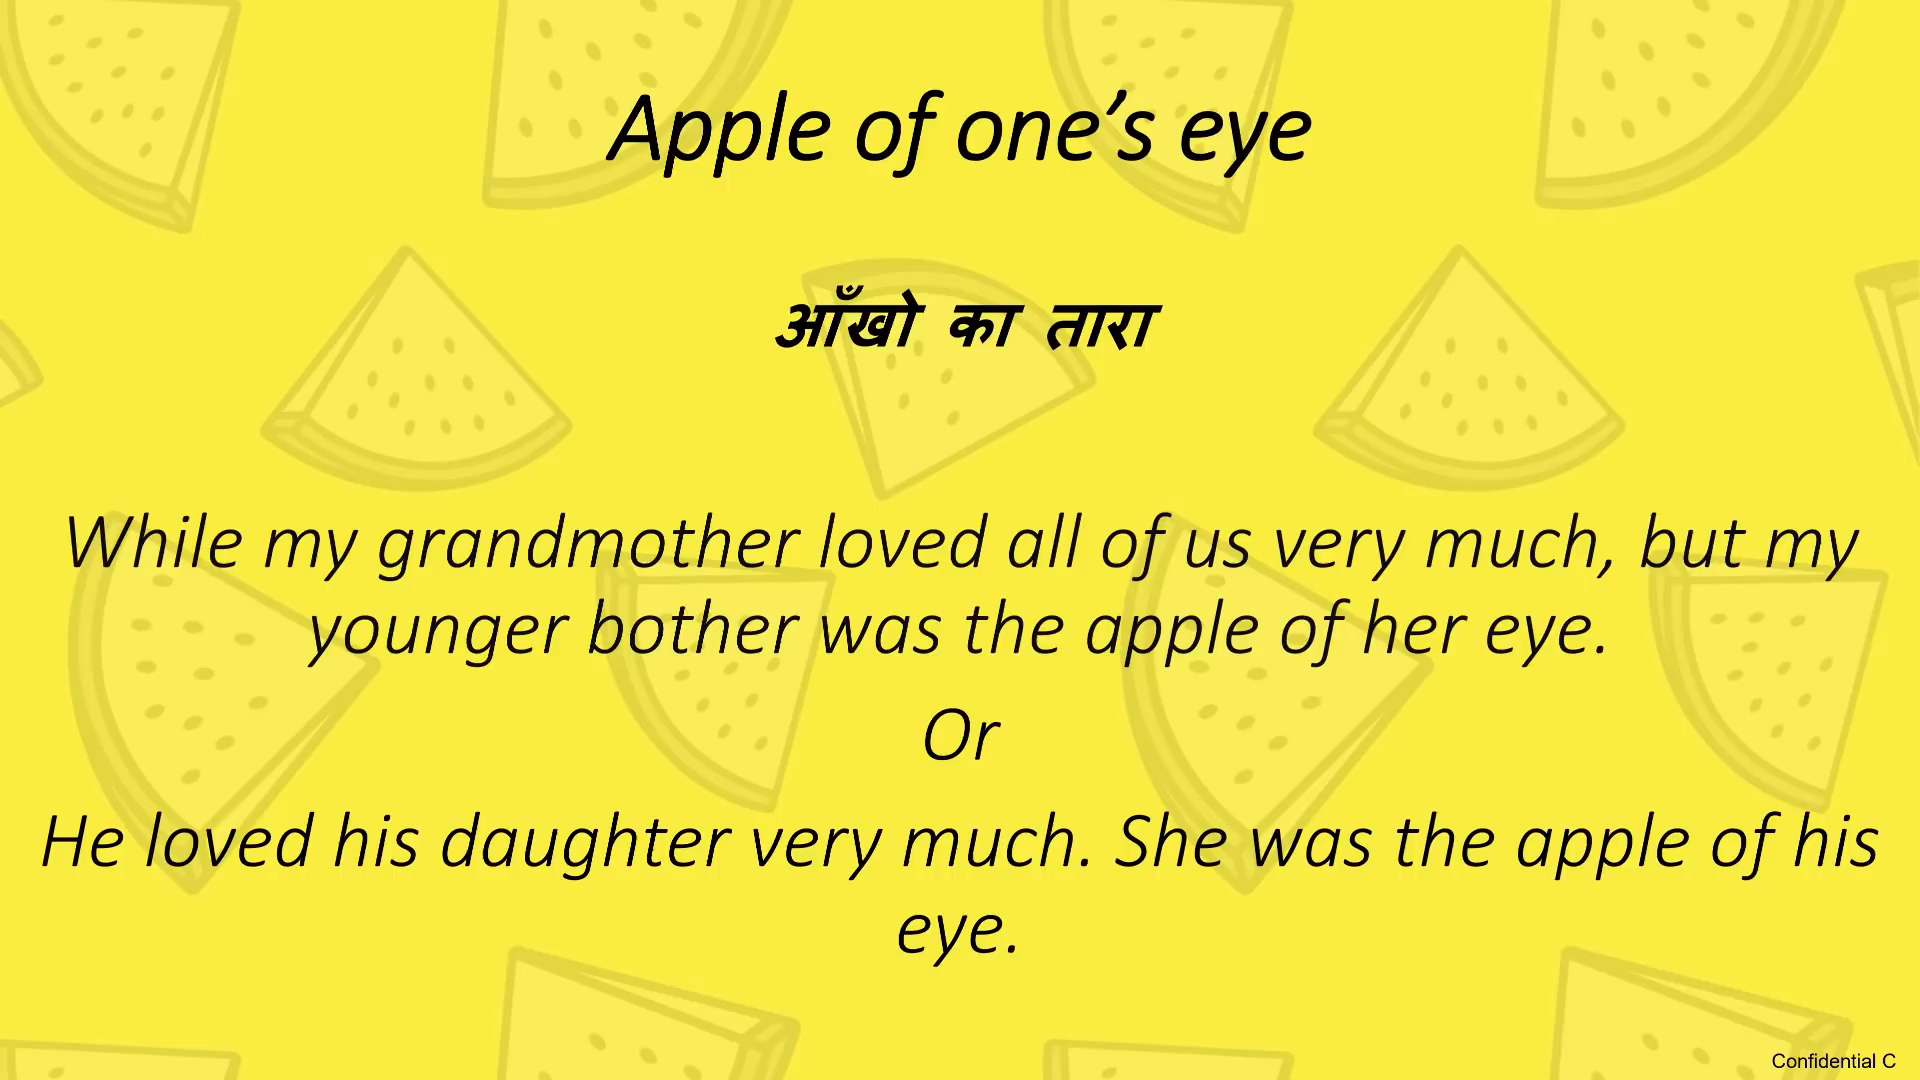 Apple of one’s eye
आँखो का तारा
While my grandmother loved all of us very much, but my
younger bother was the apple of her eye.
Or
He loved his daughter very much. She was the apple of his
eye.
Confidential C